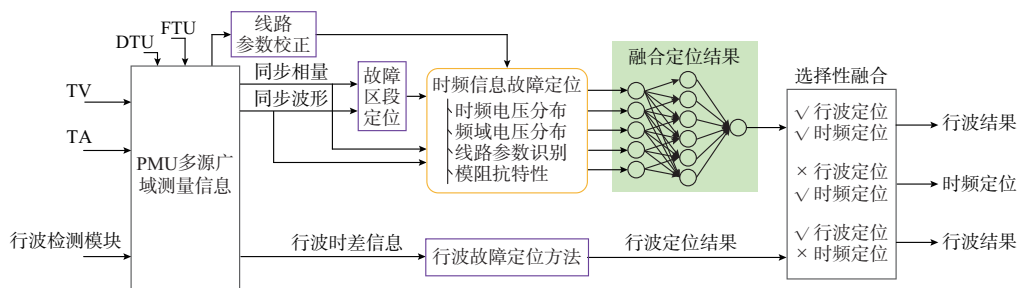 线路
参数校正
FTU
DTU
TV
TA
行波检测模块
PMU多源广
域测量信息
同步相量
同步波形
故障
区段
定位
时频信息故障定位
时频电压分布
频域电压分布
线路参数识别
模阻抗特性
融合定位结果
行波时差信息
行波故障定位方法
行波定位结果
选择性融合
√行波定位
√时频定位
×行波定位
√时频定位
√行波定位
×时频定位
行波结果
时频定位
行波结果